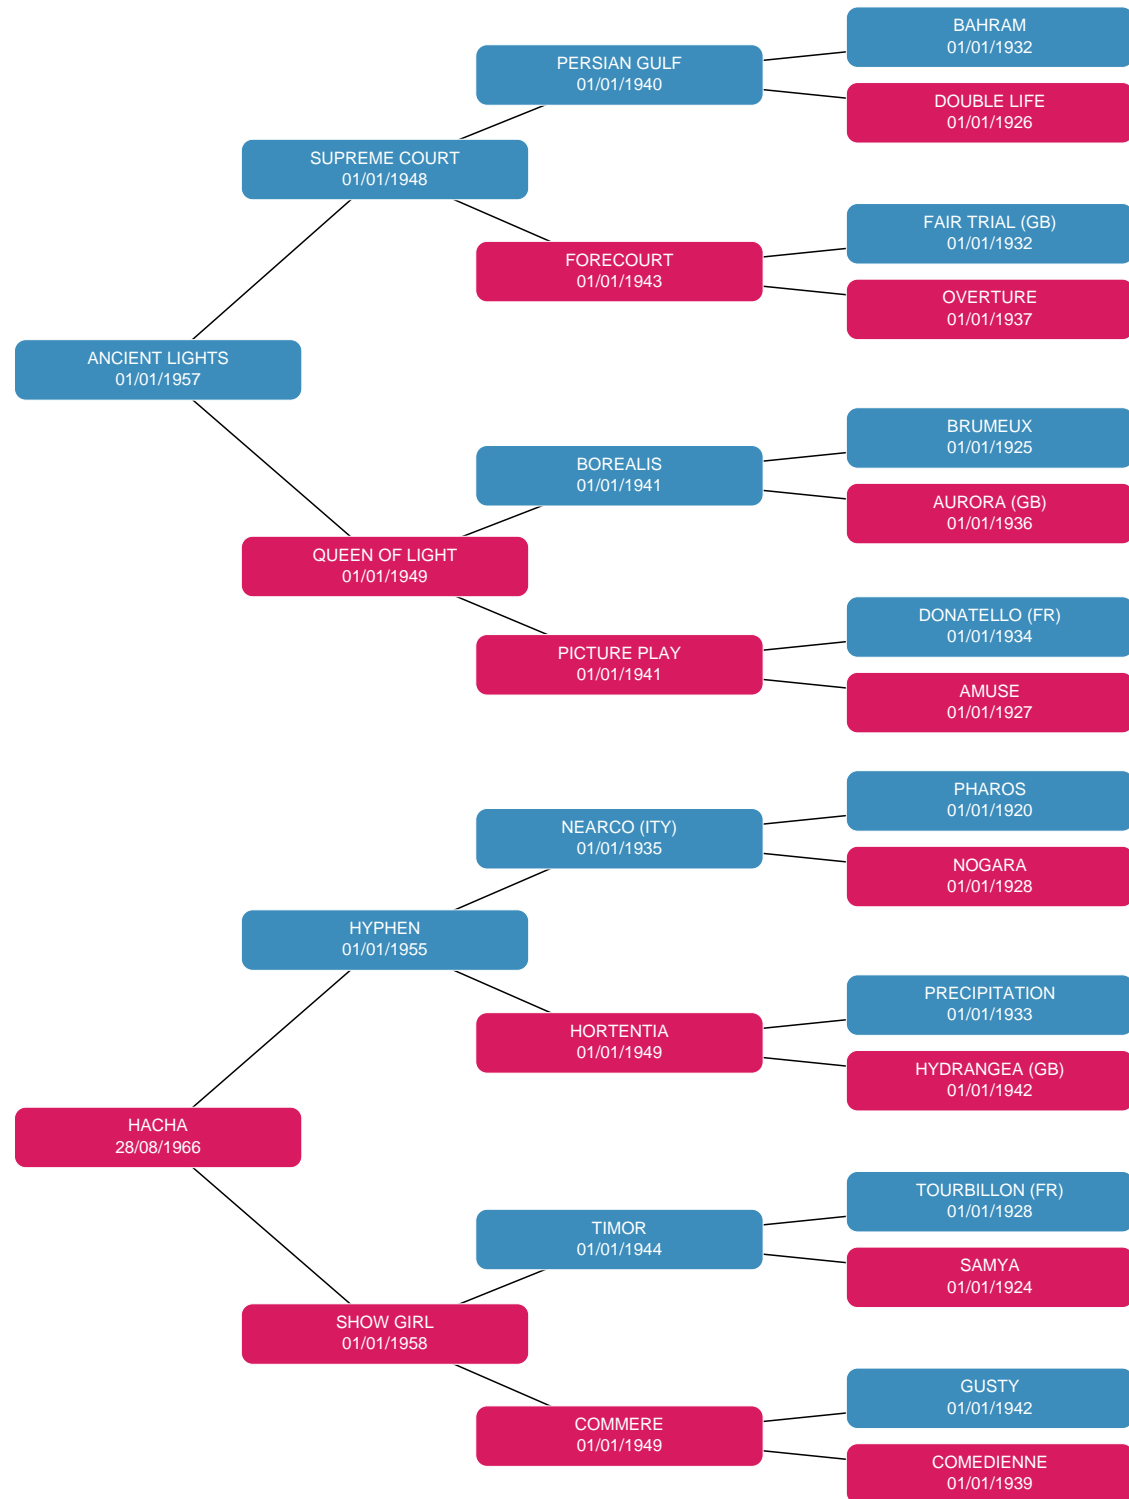 BAHRAM
01/01/1932
PERSIAN GULF
01/01/1940
DOUBLE LIFE
01/01/1926
SUPREME COURT
01/01/1948
FAIR TRIAL (GB)
01/01/1932
FORECOURT
01/01/1943
OVERTURE
01/01/1937
ANCIENT LIGHTS
01/01/1957
BRUMEUX
01/01/1925
BOREALIS
01/01/1941
AURORA (GB)
01/01/1936
QUEEN OF LIGHT
01/01/1949
DONATELLO (FR)
01/01/1934
PICTURE PLAY
01/01/1941
AMUSE
01/01/1927
PHAROS
01/01/1920
NEARCO (ITY)
01/01/1935
NOGARA
01/01/1928
HYPHEN
01/01/1955
PRECIPITATION
01/01/1933
HORTENTIA
01/01/1949
HYDRANGEA (GB)
01/01/1942
HACHA
28/08/1966
TOURBILLON (FR)
01/01/1928
TIMOR
01/01/1944
SAMYA
01/01/1924
SHOW GIRL
01/01/1958
GUSTY
01/01/1942
COMMERE
01/01/1949
COMEDIENNE
01/01/1939